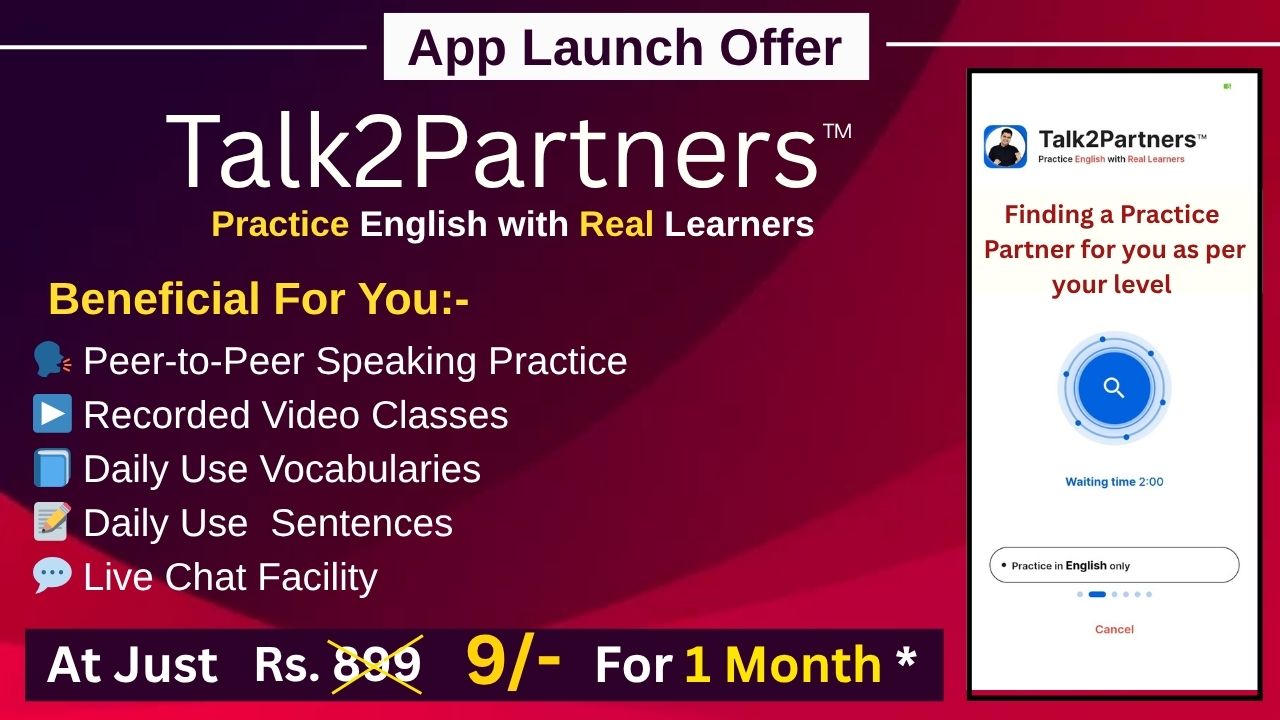 App Launch Offer
Talk2Partners™
Practice English with Real Learners
Beneficial For You:-
Peer-to-Peer Speaking Practice
Recorded Video Classes
Daily Use Vocabularies
Daily Use  Sentences
Live Chat Facility
At Just Rs. 899 9/- For 1 Month *
Talk2Partners™
Practice English with Real Learners
Finding a Practice
Partner for you as per
your level
Waiting time 2:00
• Practice in English only
Cancel